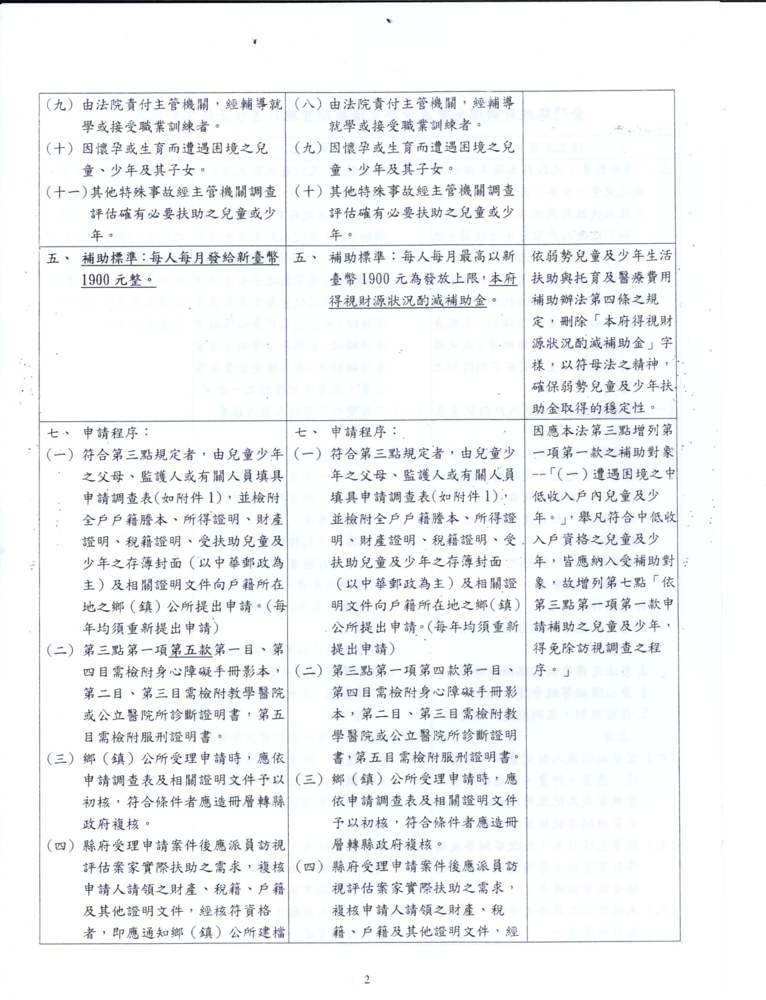 （九）由法院責付主管機關，經輔導就
學或接受職業訓練者。
（十）因懷孕或生育而遭遇困境之兒
童、少年及其子女。
（十一）其他特殊事故經主管機關調查
評估確有必要扶助之兒童或少
年。
（八）由法院責付主管機關，經輔導
就學或接受職業訓練者。
（九）因懷孕或生育而遭遇困境之兒
童、少年及其子女。
（十）其他特殊事故經主管機關調查
評估確有必要扶助之兒童或少
年。
五、 補助標準：每人每月發給新臺幣
1900 元整。
五、 補助標準：每人每月最高以新
臺幣 1900 元為發放上限，本府
得視財源狀況酌減補助金。
依弱勢兒童及少年生活
扶助與托育及醫療費用
補助辦法第四條之規
定，刪除「本府得視財
源狀況酌減補助金」字
樣，以符母法之精神，
確保弱勢兒童及少年扶
助金取得的穩定性。
七、 申請程序：
（一）符合第三點規定者，由兒童少年
之父母、監護人或有關人員填具
申請調查表(如附件 1)，並檢附
全戶戶籍謄本、所得證明、財產
證明、稅籍證明、受扶助兒童及
少年之存簿封面（以中華郵政為
主）及相關證明文件向戶籍所在
地之鄉（鎮）公所提出申請。(每
年均須重新提出申請)
（二）第三點第一項第五款第一目、第
四目需檢附身心障礙手冊影本，
第二目、第三目需檢附教學醫院
或公立醫院所診斷證明書，第五
目需檢附服刑證明書。
（三）鄉（鎮）公所受理申請時，應依
申請調查表及相關證明文件予以
初核，符合條件者應造冊層轉縣
政府複核。
（四）縣府受理申請案件後應派員訪視
評估案家實際扶助之需求，複核
申請人請領之財產、稅籍、戶籍
及其他證明文件，經核符資格
者，即應通知鄉（鎮）公所建檔
七、 申請程序：
（一）符合第三點規定者，由兒童少
年之父母、監護人或有關人員
填具申請調查表(如附件 1)，
並檢附全戶戶籍謄本、所得證
明、財產證明、稅籍證明、受
扶助兒童及少年之存簿封面
（以中華郵政為主）及相關證
明文件向戶籍所在地之鄉(鎮)
公所提出申請。(每年均須重新
提出申請)
（二）第三點第一項第四款第一目、
第四目需檢附身心障礙手冊影
本，第二目、第三目需檢附教
學醫院或公立醫院所診斷證明
書，第五目需檢附服刑證明書。
（三）鄉（鎮）公所受理申請時，應
依申請調查表及相關證明文件
予以初核，符合條件者應造冊
層轉縣政府複核。
（四）縣府受理申請案件後應派員訪
視評估案家實際扶助之需求，
複核申請人請領之財產、稅
籍、戶籍及其他證明文件，經
因應本法第三點增列第
一項第一款之補助對象
中「(一)遭遇困境之中
低收入戶內兒童及少
年。」，舉凡符合中低收
入戶資格之兒童及少
年，皆應納入受補助對
象，故增列第七點「依
第三點第一項第一款申
請補助之兒童及少年，
得免除訪視調查之程
序。」
2